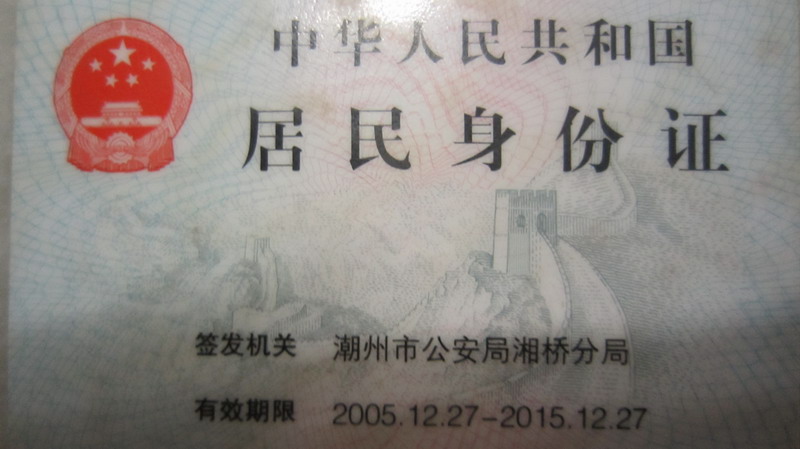 中华人民共和国
居民身份证
签发机关 潮州市公安局湘桥分局
有效期限 2005.12.27-2015.12.27